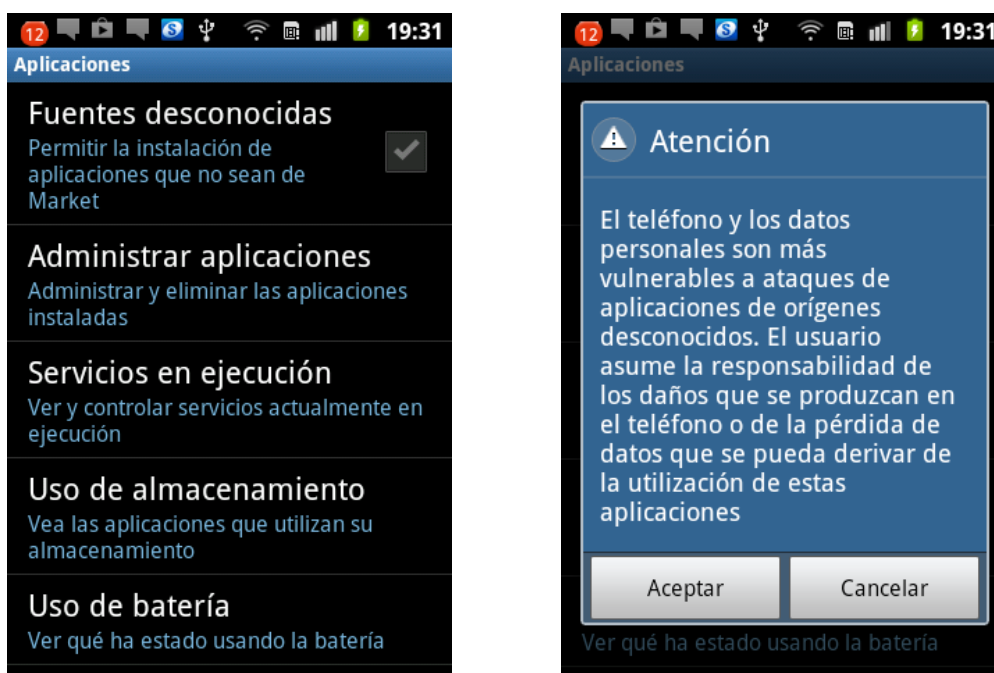 12
19:31
Aplicaciones
Fuentes desconocidas
Permitir la instalación de
aplicaciones que no sean de
Market
Administrar aplicaciones
Administrar y eliminar las aplicaciones
instaladas
Servicios en ejecución
Ver y controlar servicios actualmente en
ejecución
Uso de almacenamiento
Vea las aplicaciones que utilizan su
almacenamiento
Uso de batería
Ver qué ha estado usando la batería
12
19:31
Aplicaciones
Atención
El teléfono y los datos
personales son más
vulnerables a ataques de
aplicaciones de orígenes
desconocidos. El usuario
asume la responsabilidad de
los daños que se produzcan en
el teléfono o de la pérdida de
datos que se pueda derivar de
la utilización de estas
aplicaciones
Aceptar Cancelar
Ver qué ha estado usando la batería